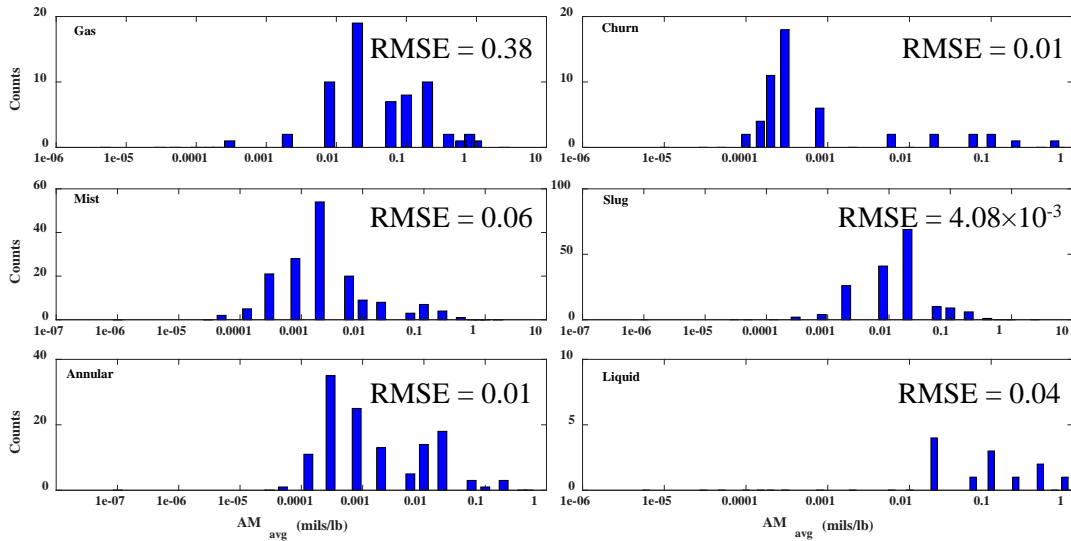 Gas
RMSE = 0.38
Counts
20
10
0
1e-06 1e-05 0.0001 0.001 0.01 0.1 1 10
Churn
RMSE = 0.01
20
10
0
1e-06 1e-05 0.0001 0.001 0.01 0.1 1
Mist
RMSE = 0.06
Counts
60
40
20
0
1e-07 1e-06 1e-05 0.0001 0.001 0.01 0.1 1 10
Slug
RMSE = 4.08×10-3
100
50
0
1e-07 1e-06 1e-05 0.0001 0.001 0.01 0.1 1 10
Annular
RMSE = 0.01
Counts
40
20
0
1e-07 1e-06 1e-05 0.0001 0.001 0.01 0.1 1
AM avg (mils/lb)
Liquid
RMSE = 0.04
10
5
0
1e-06 1e-05 0.0001 0.001 0.01 0.1 1
AM avg (mils/lb)